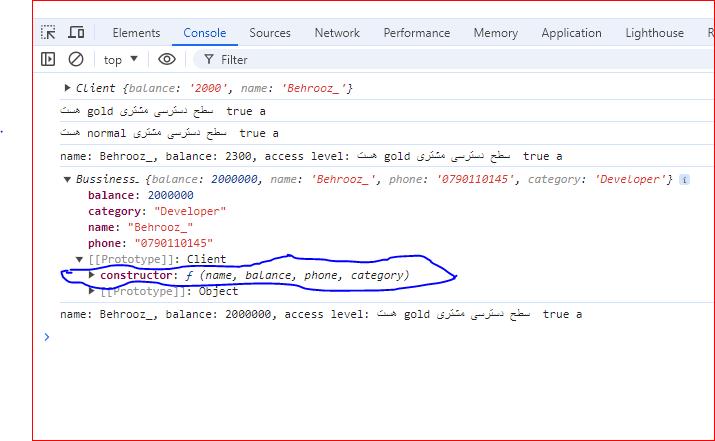 Elements Console Sources Network Performance Memory Application Lighthouse
top Filter
Client {balance: '2000', name: 'Behrooz_'}
هست gold سطح دسترسی مشتری true a
هست normal سطح دسترسی مشتری true a
name: Behrooz_, balance: 2300, access level: هست gold سطح دسترسی مشتری true a
Bussiness_ {balance: 2000000, name: 'Behrooz_', phone: '0790110145', category: 'Developer'} i
balance: 2000000
category: "Developer"
name: "Behrooz_"
phone: "0790110145"
[[Prototype]]: Client
constructor: ƒ (name, balance, phone, category)
[[Prototype]]: Object
name: Behrooz_, balance: 2000000, access level: هست gold سطح دسترسی مشتری true a